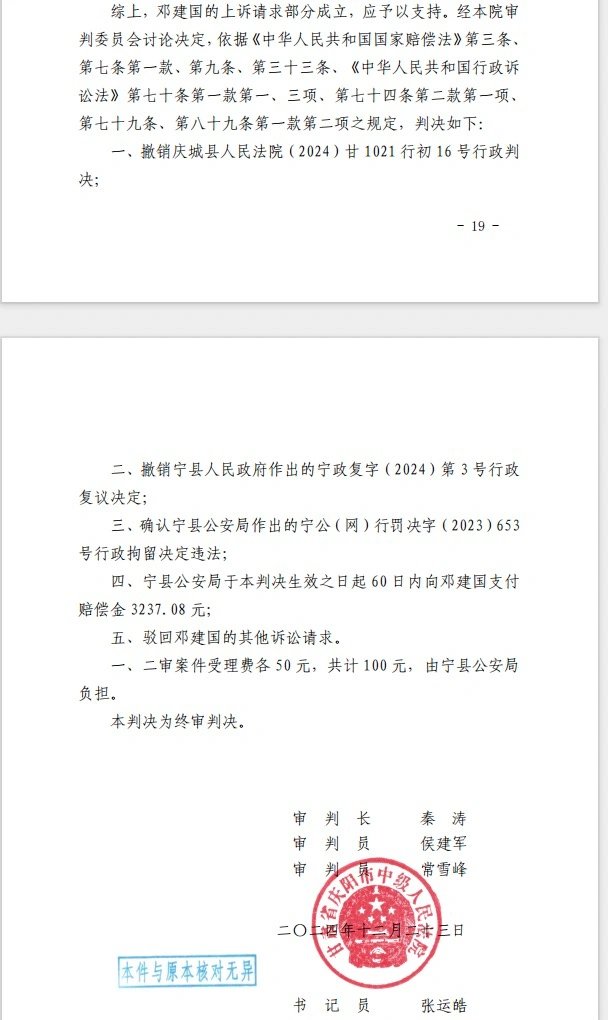 综上，邓建国的上诉请求部分成立，应予以支持。经本院审
判委员会讨论决定，依据《中华人民共和国国家赔偿法》第三条、
第七条第一款、第九条、第三十三条、《中华人民共和国行政诉
讼法》第七十条第一款第一、三项、第七十四条第二款第一项、
第七十九条、第八十九条第一款第二项之规定，判决如下：
一、撤销庆城县人民法院（2024）甘1021行初16号行政判
决；
- 19 -
二、撤销宁县人民政府作出的宁政复字（2024）第3号行政
复议决定；
三、确认宁县公安局作出的宁公（网）行罚决字（2023）653
号行政拘留决定违法；
四、宁县公安局于本判决生效之日起60日内向邓建国支付
赔偿金3237.08元；
五、驳回邓建国的其他诉讼请求。
一、二审案件受理费各50元，共计100元，由宁县公安局
负担。
本判决为终审判决。
审 判 长 秦 涛
审 判 员 侯建军
审 判 员 常雪峰
甘肃省庆阳市中级人民法院
二〇二四年十二月二十三日
本件与原本核对无异
书 记 员 张运皓